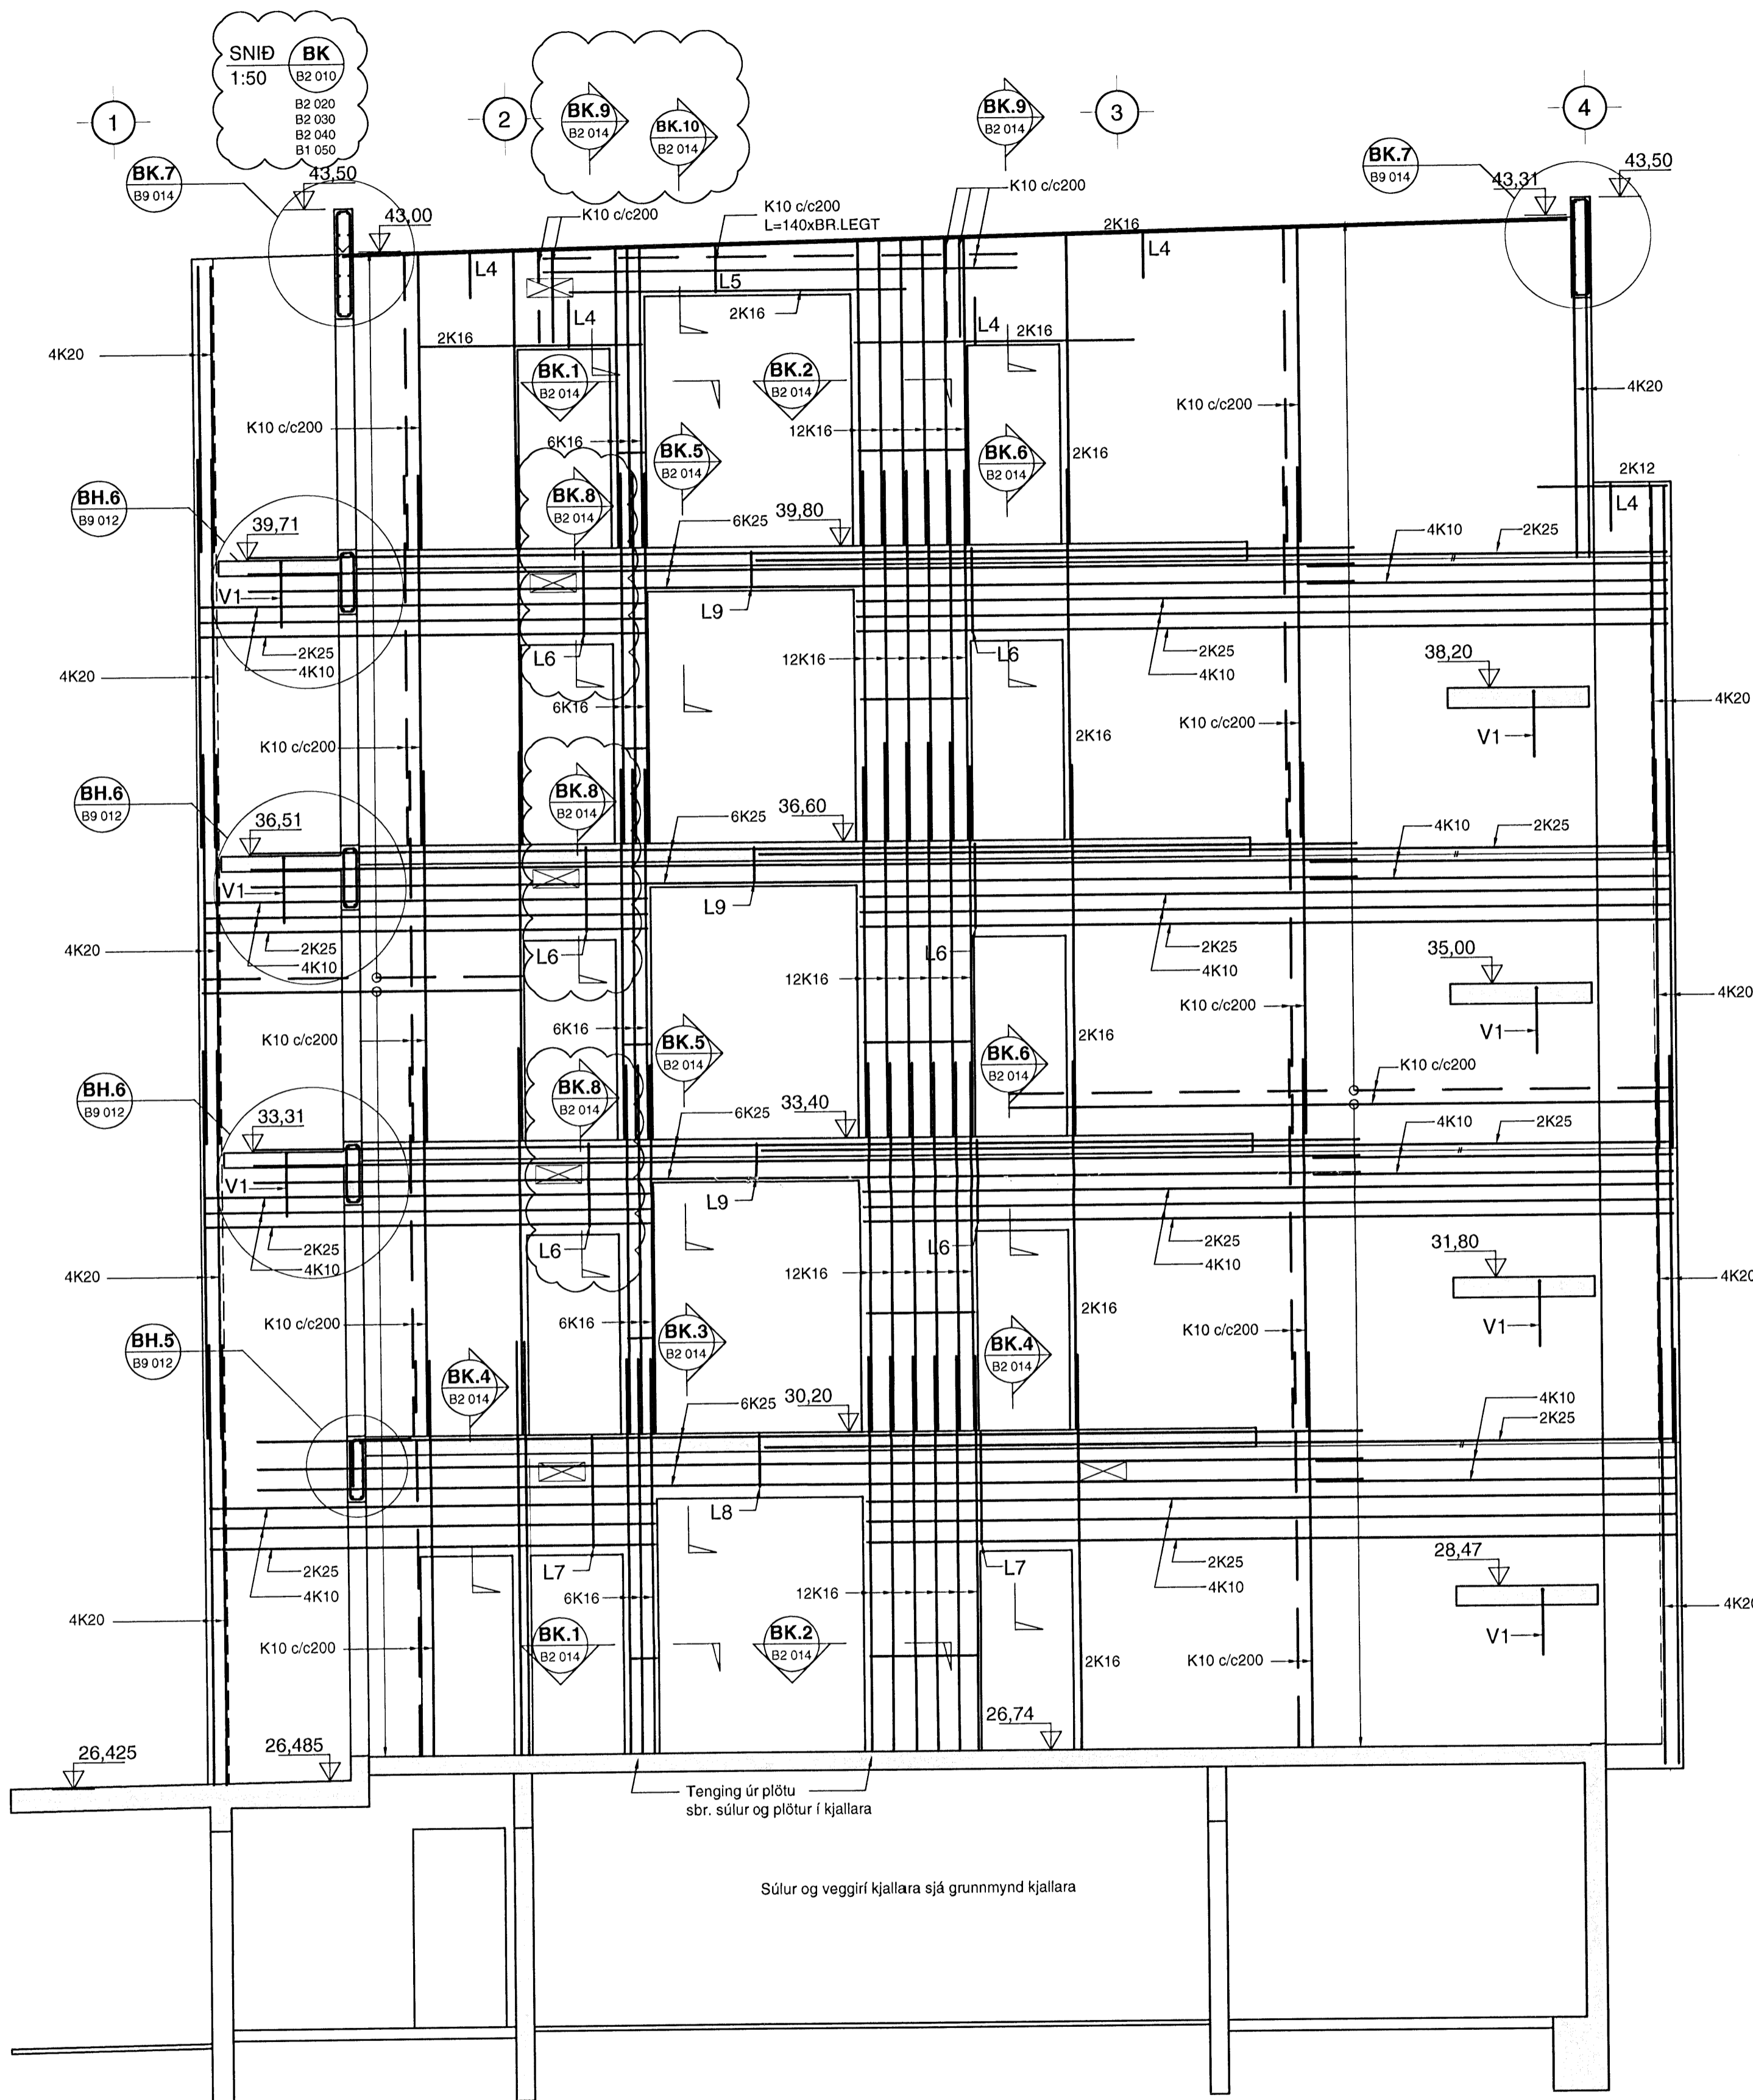 SNIÐ BK
1:50 B2 010
B2 020
B2 030
B2 040
B1 050
1
2
BK.9
B2 014
BK.10
B2 014
BK.9
B2 014
3
4
BK.7
B9 014
43,50
43,00
BK.7
B9 014
43,31
43,50
K10 c/c200
K10 c/c200
L=140xBR.LEGT
K10 c/c200
2K16
L4
L5
L4
4K20
2K16
L4
2K16
L4
2K16
BK.1
B2 014
BK.2
B2 014
4K20
K10 c/c200
6K16
12K16
K10 c/c200
BK.5
B2 014
BK.6
B2 014
2K16
2K12
L4
BH.6
B9 012
BK.8
B2 014
39,71
6K25
39,80
4K10
2K25
V1
L9
2K25
4K10
L6
12K16
L6
2K25
4K10
38,20
4K20
4K20
6K16
K10 c/c200
K10 c/c200
2K16
V1
BH.6
B9 012
BK.8
B2 014
36,51
6K25
36,60
4K10
2K25
V1
L9
2K25
4K10
L6
12K16
L6
2K25
4K10
35,00
4K20
4K20
6K16
K10 c/c200
K10 c/c200
2K16
V1
BK.5
B2 014
BK.6
B2 014
K10 c/c200
BH.6
B9 012
BK.8
B2 014
33,31
6K25
33,40
4K10
2K25
V1
L9
2K25
4K10
L6
12K16
L6
2K25
4K10
31,80
4K20
4K20
K10 c/c200
6K16
2K16
K10 c/c200
V1
BH.5
B9 012
BK.3
B2 014
BK.4
B2 014
BK.4
B2 014
6K25
30,20
4K10
2K25
L8
2K25
4K10
L7
6K16
12K16
L7
2K25
4K10
28,47
4K20
4K20
K10 c/c200
BK.1
B2 014
BK.2
B2 014
2K16
K10 c/c200
V1
26,74
26,425
26,485
Tenging úr plötu
sbr. súlur og plötur í kjallara
Súlur og veggirí kjallara sjá grunnmynd kjallara